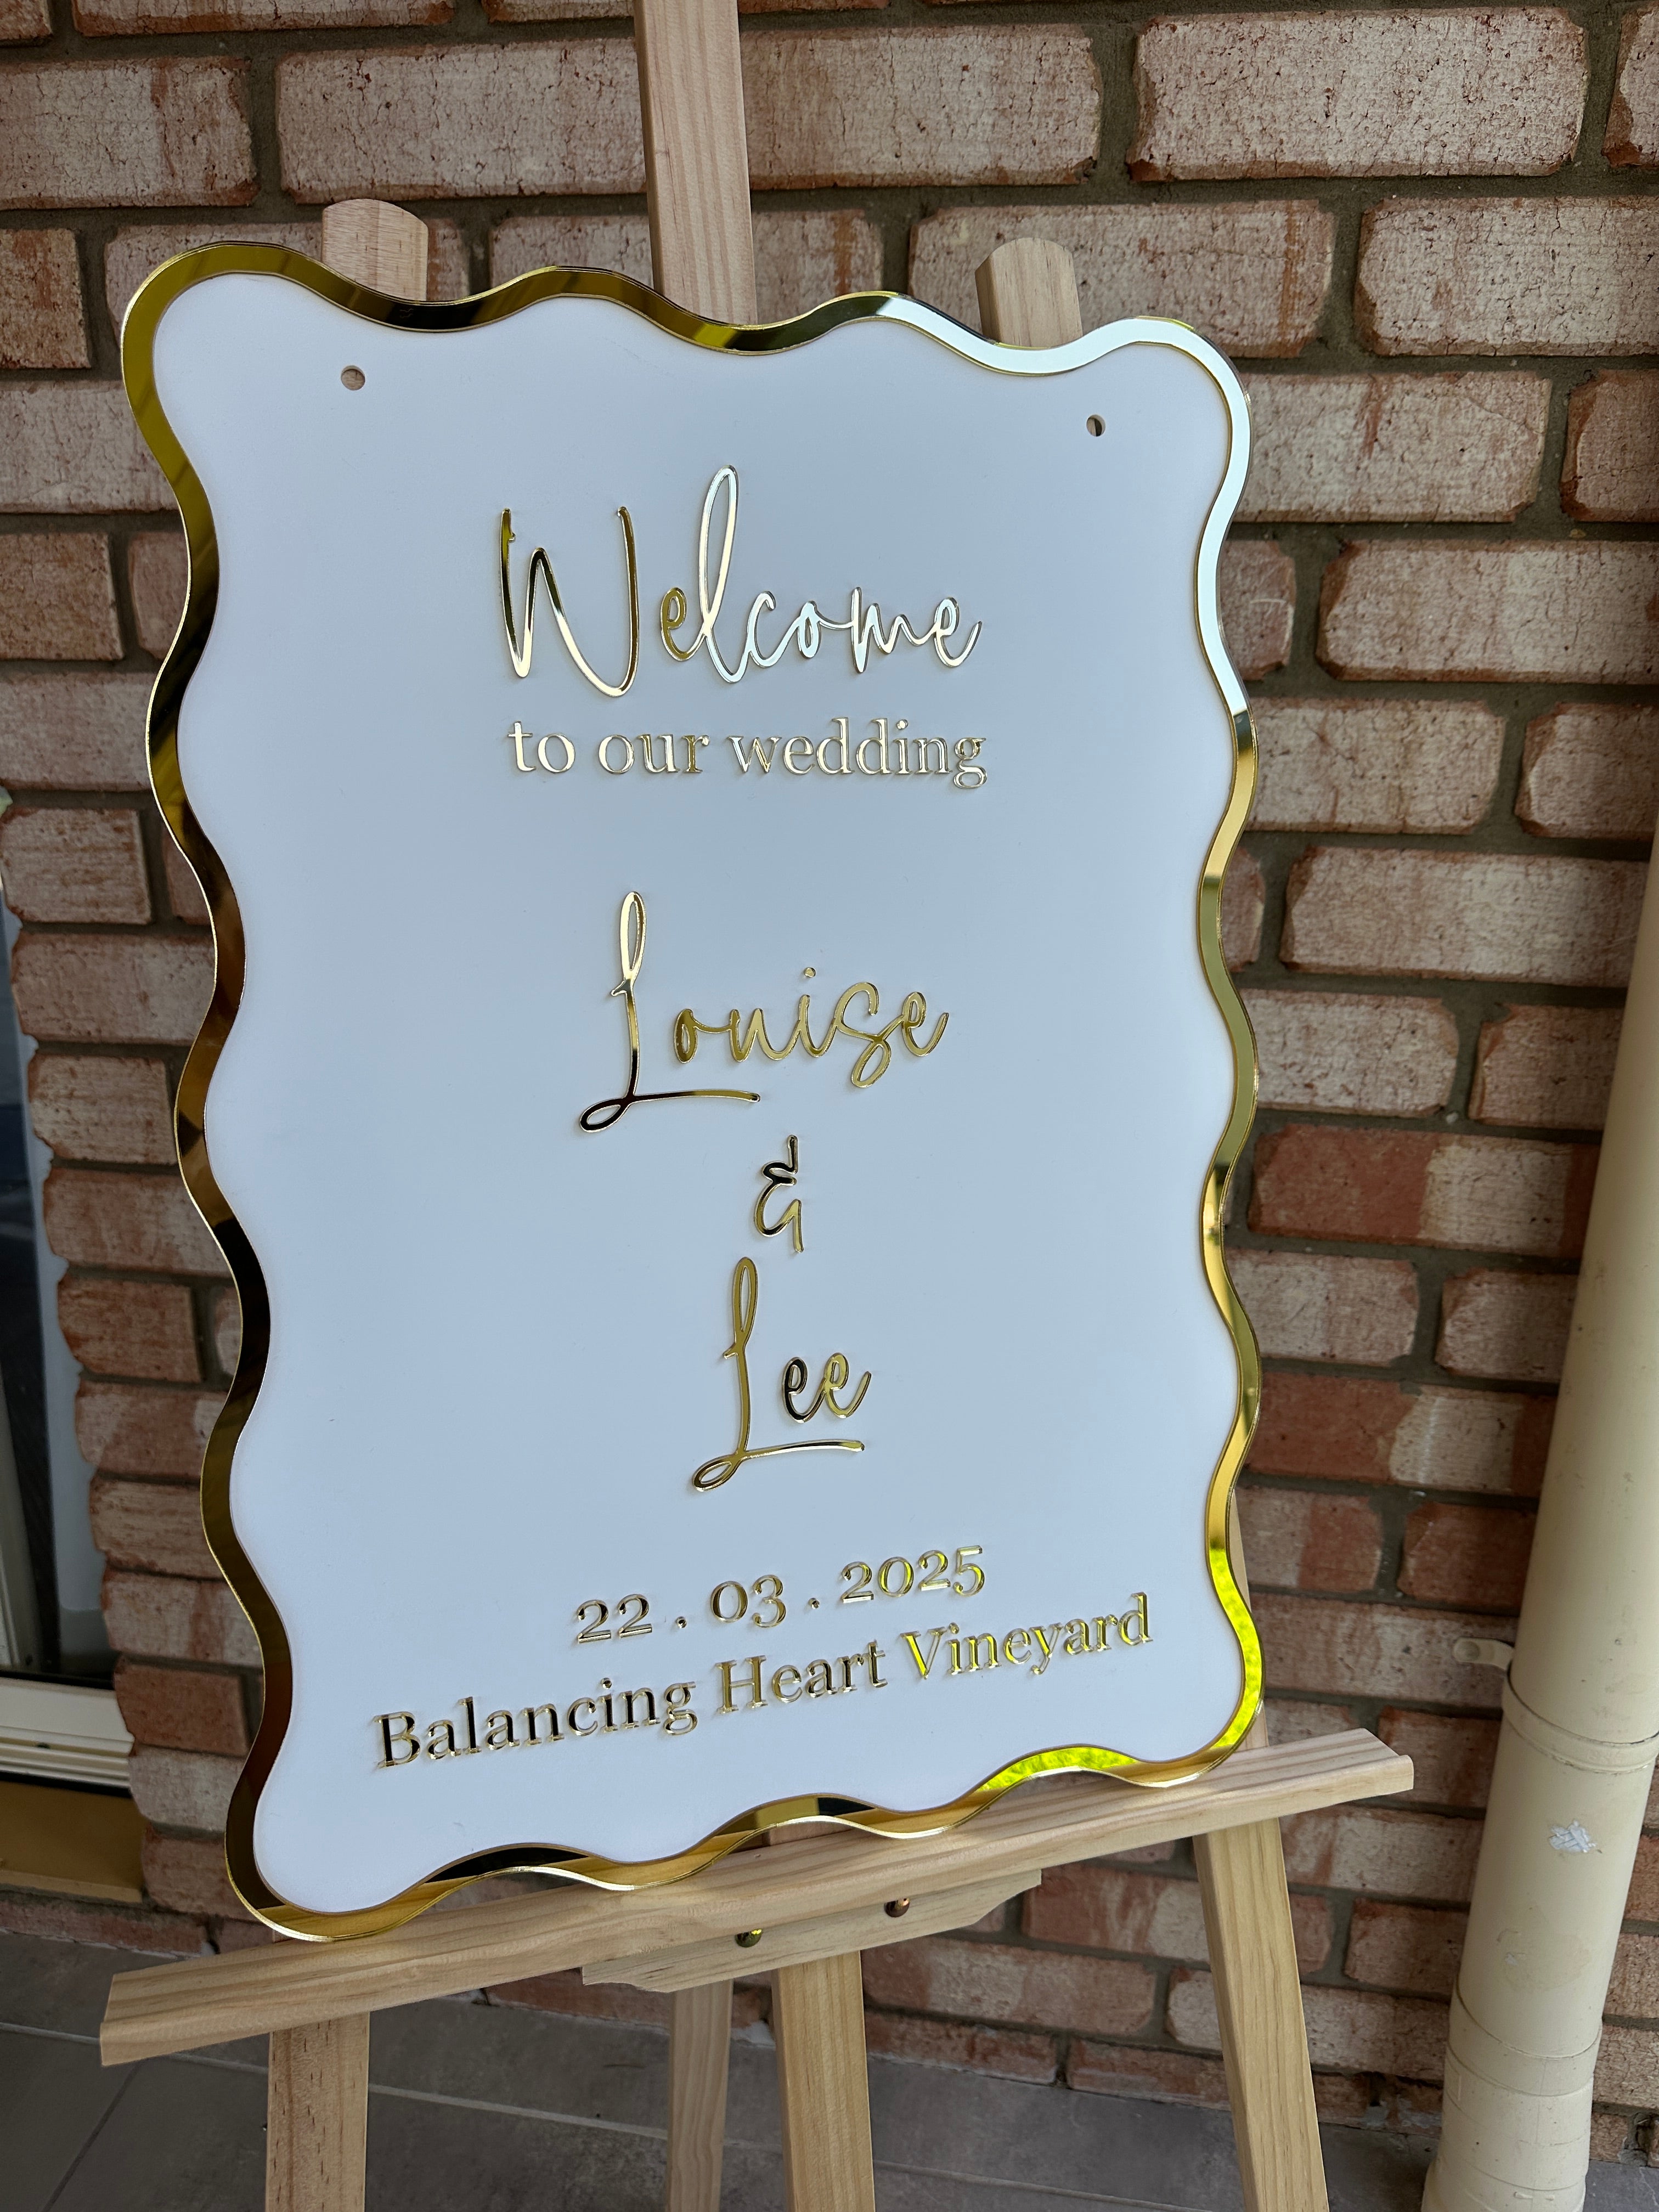 Welcome
to our wedding
Louise
&
Lee
22 . 03 . 2025
Balancing Heart Vineyard